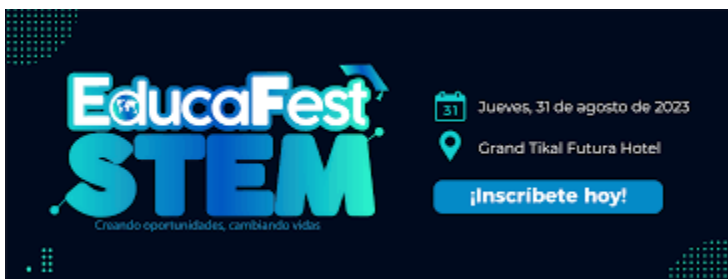 EducaFest
STEM
Creando oportunidades, cambiando vidas
31
Jueves, 31 de agosto de 2023
Grand Tikal Futura Hotel
¡Inscríbete hoy!